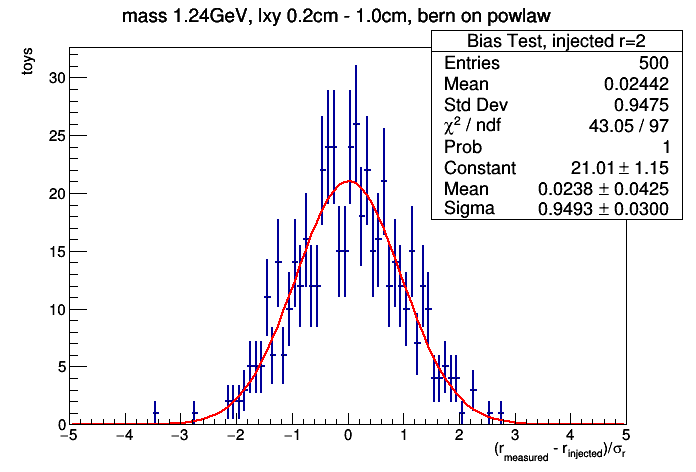 mass 1.24GeV, lxy 0.2cm - 1.0cm, bern on powlaw
toys
Bias Test, injected r=2
Entries 500
Mean 0.02442
Std Dev 0.9475
χ² / ndf 43.05 / 97
Prob 1
Constant 21.01 ± 1.15
Mean 0.0238 ± 0.0425
Sigma 0.9493 ± 0.0300
30
25
20
15
10
5
0
−5 −4 −3 −2 −1 0 1 2 3 4 5
(r_measured - r_injected)/σ_r